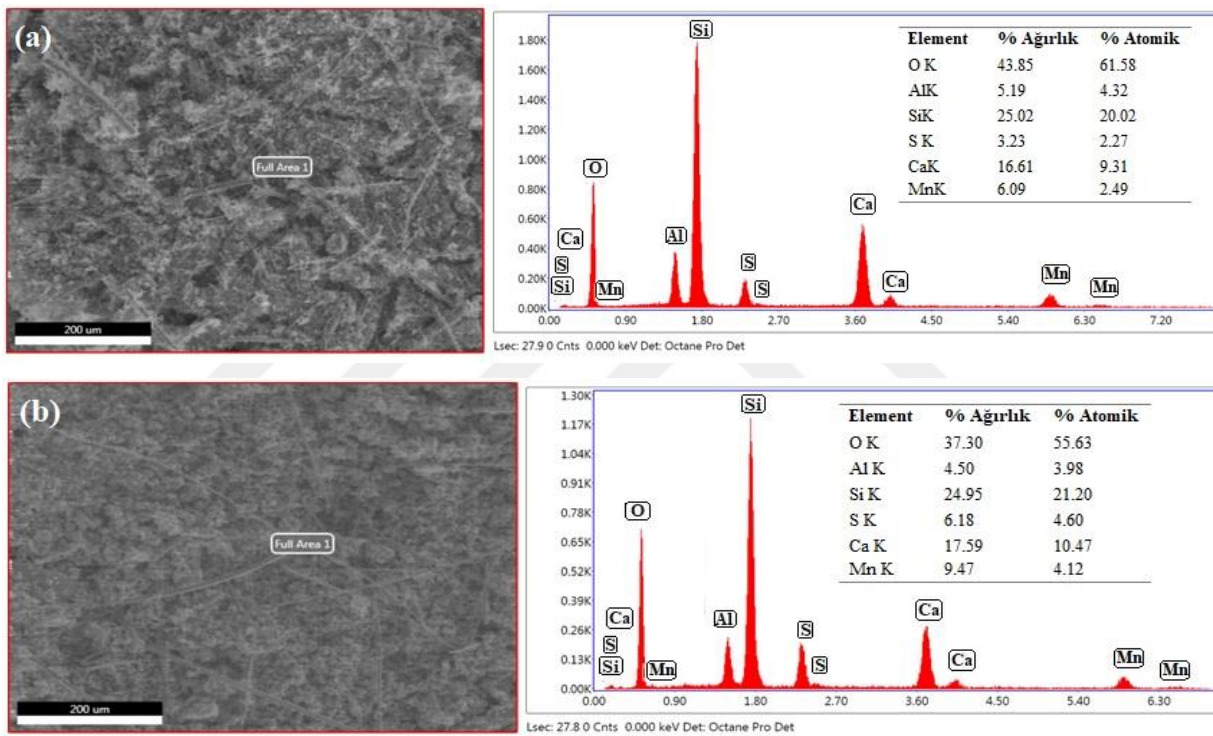 (a)
Full Area 1
200 um
Element % Ağırlık % Atomik
O K 43.85 61.58
AlK 5.19 4.32
SiK 25.02 20.02
S K 3.23 2.27
CaK 16.61 9.31
MnK 6.09 2.49
1.80K
1.60K
1.40K
1.20K
1.00K
0.80K
0.60K
0.40K
0.20K
0.00K
Si
O
Ca
Al
Ca
S
S
S
Ca
Mn
Si
Mn
Mn
0.00 0.90 1.80 2.70 3.60 4.50 5.40 6.30 7.20
Lsec: 27.9 0 Cnts 0.000 keV Det: Octane Pro Det
(b)
Full Area 1
200 um
Element % Ağırlık % Atomik
O K 37.30 55.63
Al K 4.50 3.98
Si K 24.95 21.20
S K 6.18 4.60
Ca K 17.59 10.47
Mn K 9.47 4.12
1.30K
1.17K
1.04K
0.91K
0.78K
0.65K
0.52K
0.39K
0.26K
0.13K
0.00K
Si
O
Ca
Al
S
Ca
S
S
Ca
Mn
Si
Mn
Mn
0.00 0.90 1.80 2.70 3.60 4.50 5.40 6.30
Lsec: 27.8 0 Cnts 0.000 keV Det: Octane Pro Det